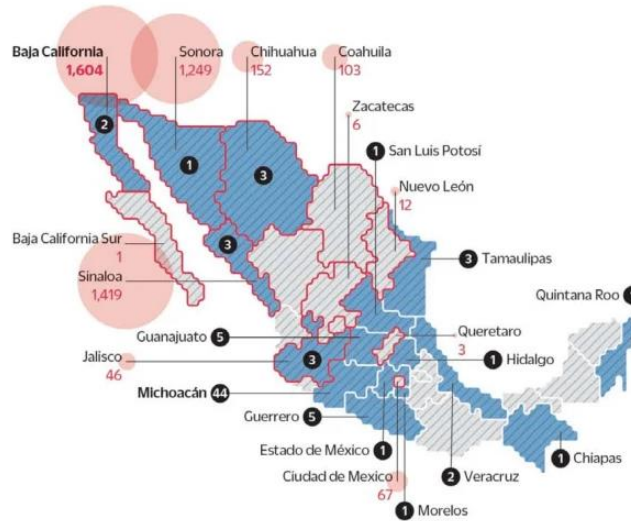 Baja California
1,604
Sonora
1,249
Chihuahua
152
Coahuila
103
Zacatecas
6
1 San Luis Potosí
Nuevo León
12
2
1
3
3
Baja California Sur
1
Sinaloa
1,419
3 Tamaulipas
Quintana Roo
Guanajuato 5
Queretaro
3
Jalisco
46
3
1 Hidalgo
Michoacán 44
Guerrero 5
Estado de México 1
2 Veracruz
1 Chiapas
Ciudad de Mexico
67
1 Morelos